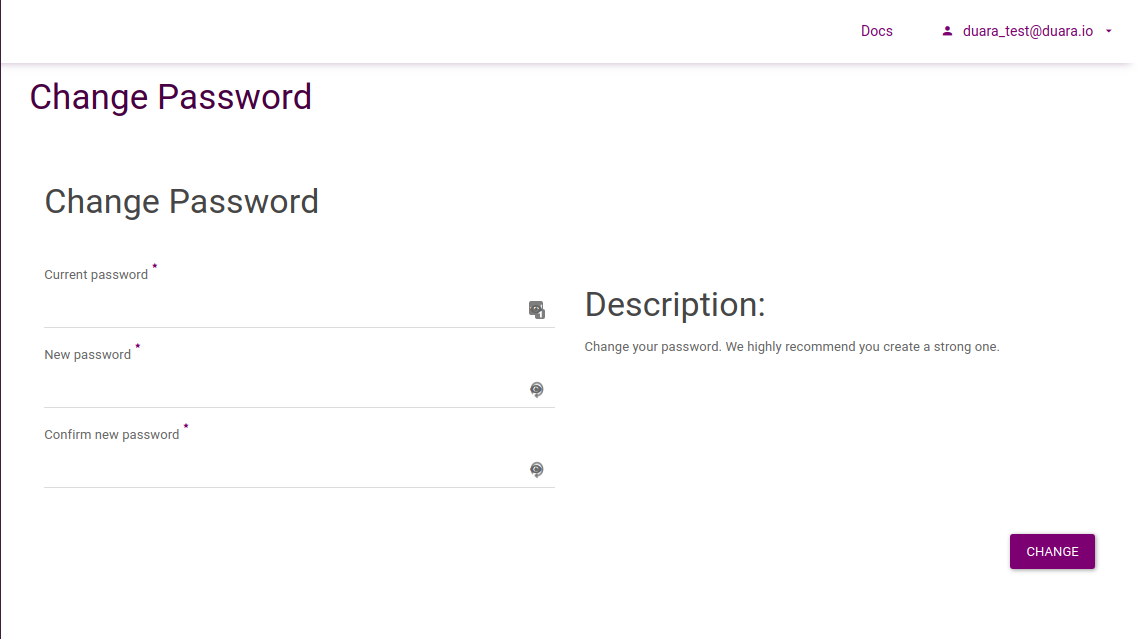 Docs
duara_test@duara.io
Change Password
Change Password
Current password *
New password *
Confirm new password *
Description:
Change your password. We highly recommend you create a strong one.
CHANGE